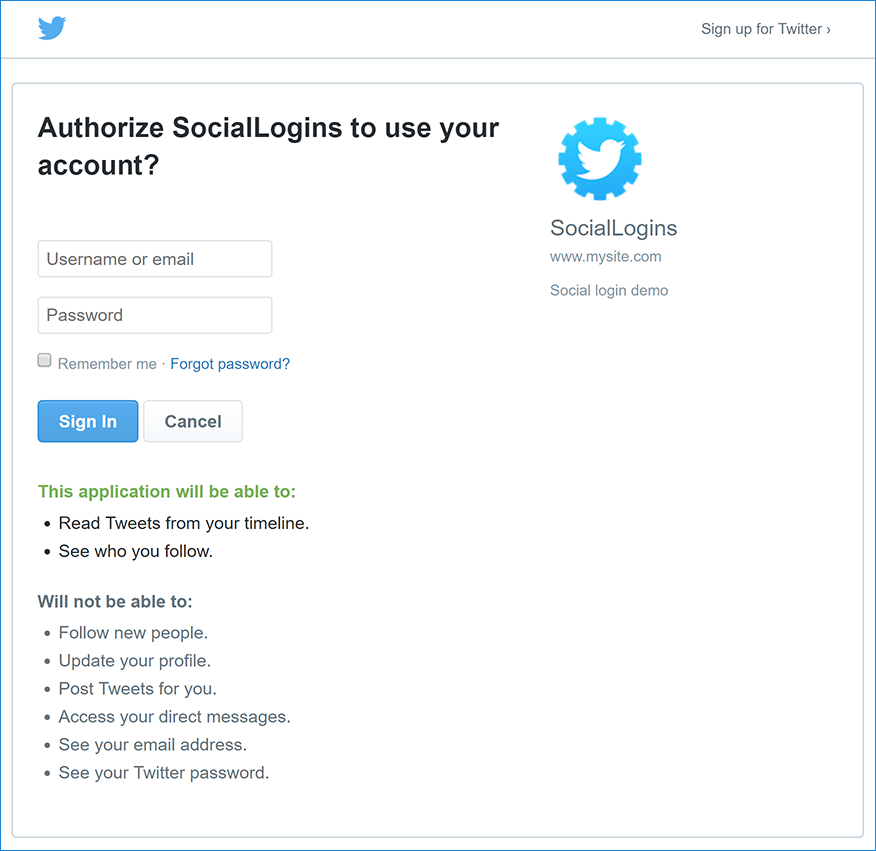 Sign up for Twitter ›
Authorize SocialLogins to use your
account?
Username or email
Password
Remember me · Forgot password?
Sign In Cancel
This application will be able to:
• Read Tweets from your timeline.
• See who you follow.
Will not be able to:
• Follow new people.
• Update your profile.
• Post Tweets for you.
• Access your direct messages.
• See your email address.
• See your Twitter password.
SocialLogins
www.mysite.com
Social login demo